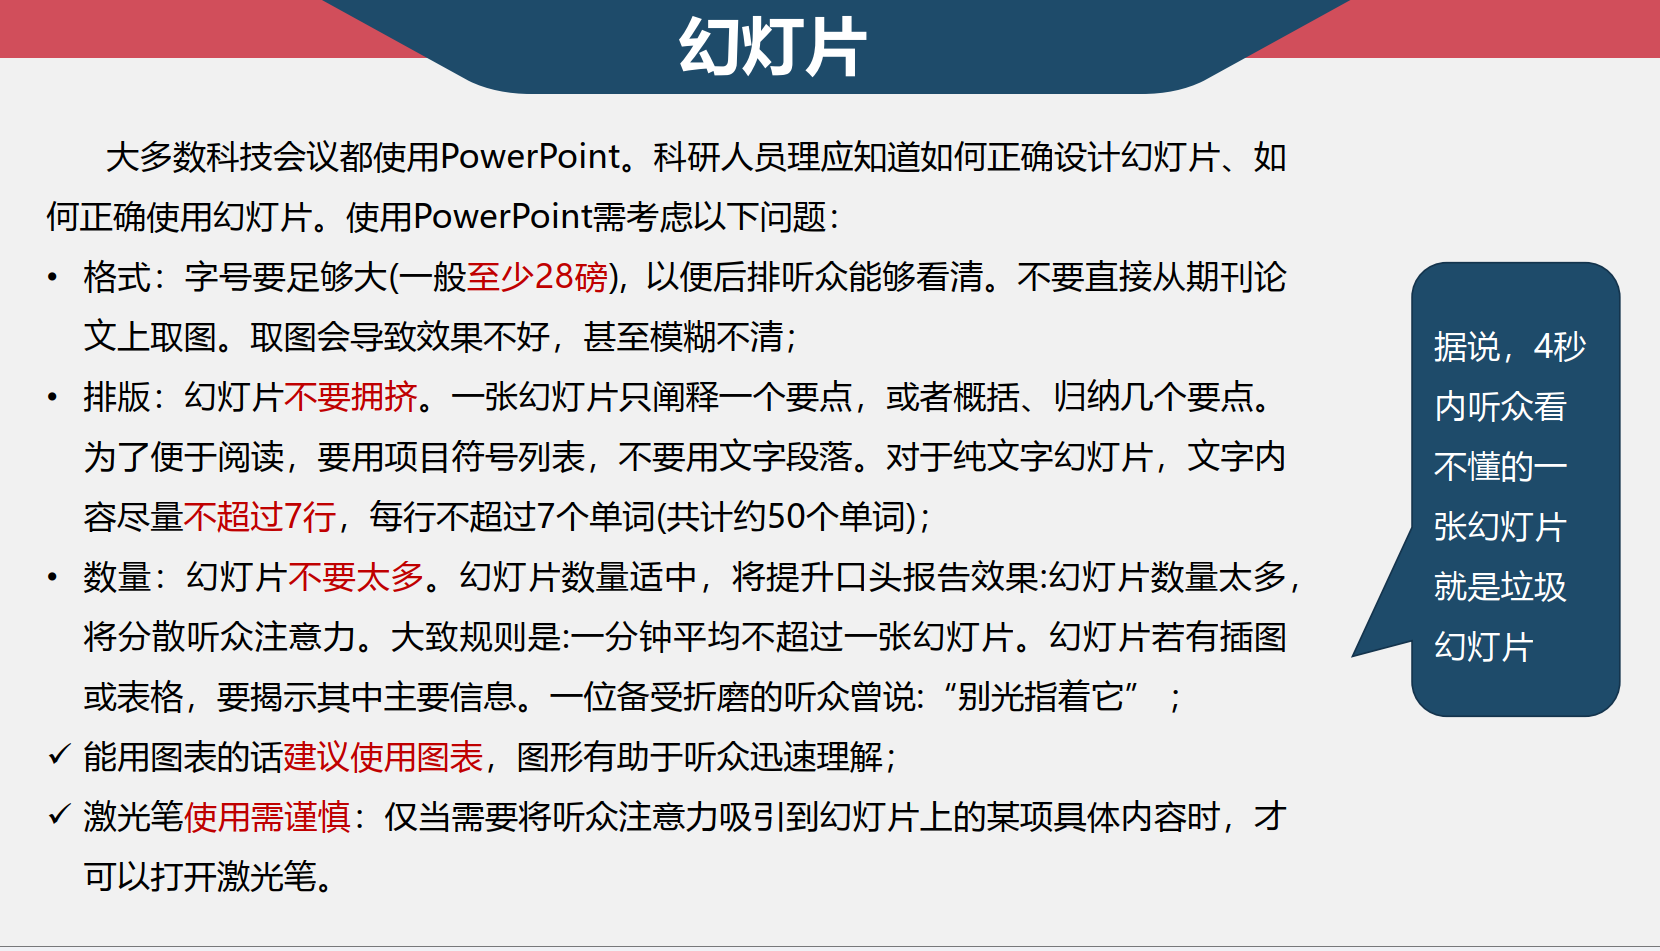 幻灯片
大多数科技会议都使用PowerPoint。科研人员理应知道如何正确设计幻灯片、如
何正确使用幻灯片。使用PowerPoint需考虑以下问题：
• 格式：字号要足够大(一般至少28磅)，以便后排听众能够看清。不要直接从期刊论
文上取图。取图会导致效果不好，甚至模糊不清；
• 排版：幻灯片不要拥挤。一张幻灯片只阐释一个要点，或者概括、归纳几个要点。
为了便于阅读，要用项目符号列表，不要用文字段落。对于纯文字幻灯片，文字内
容尽量不超过7行，每行不超过7个单词(共计约50个单词)；
• 数量：幻灯片不要太多。幻灯片数量适中，将提升口头报告效果:幻灯片数量太多，
将分散听众注意力。大致规则是:一分钟平均不超过一张幻灯片。幻灯片若有插图
或表格，要揭示其中主要信息。一位备受折磨的听众曾说:“别光指着它” ；
✓ 能用图表的话建议使用图表，图形有助于听众迅速理解；
✓ 激光笔使用需谨慎：仅当需要将听众注意力吸引到幻灯片上的某项具体内容时，才
可以打开激光笔。
据说，4秒
内听众看
不懂的一
张幻灯片
就是垃圾
幻灯片